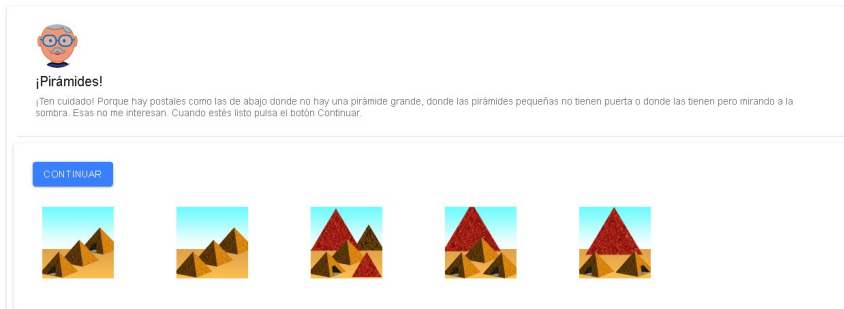 ¡Pirámides!
¡Ten cuidado! Porque hay postales como las de abajo donde no hay una pirámide grande, donde las pirámides pequeñas no tienen puerta o donde las tienen pero mirando a la
sombra. Esas no me interesan. Cuando estés listo pulsa el botón Continuar.
CONTINUAR